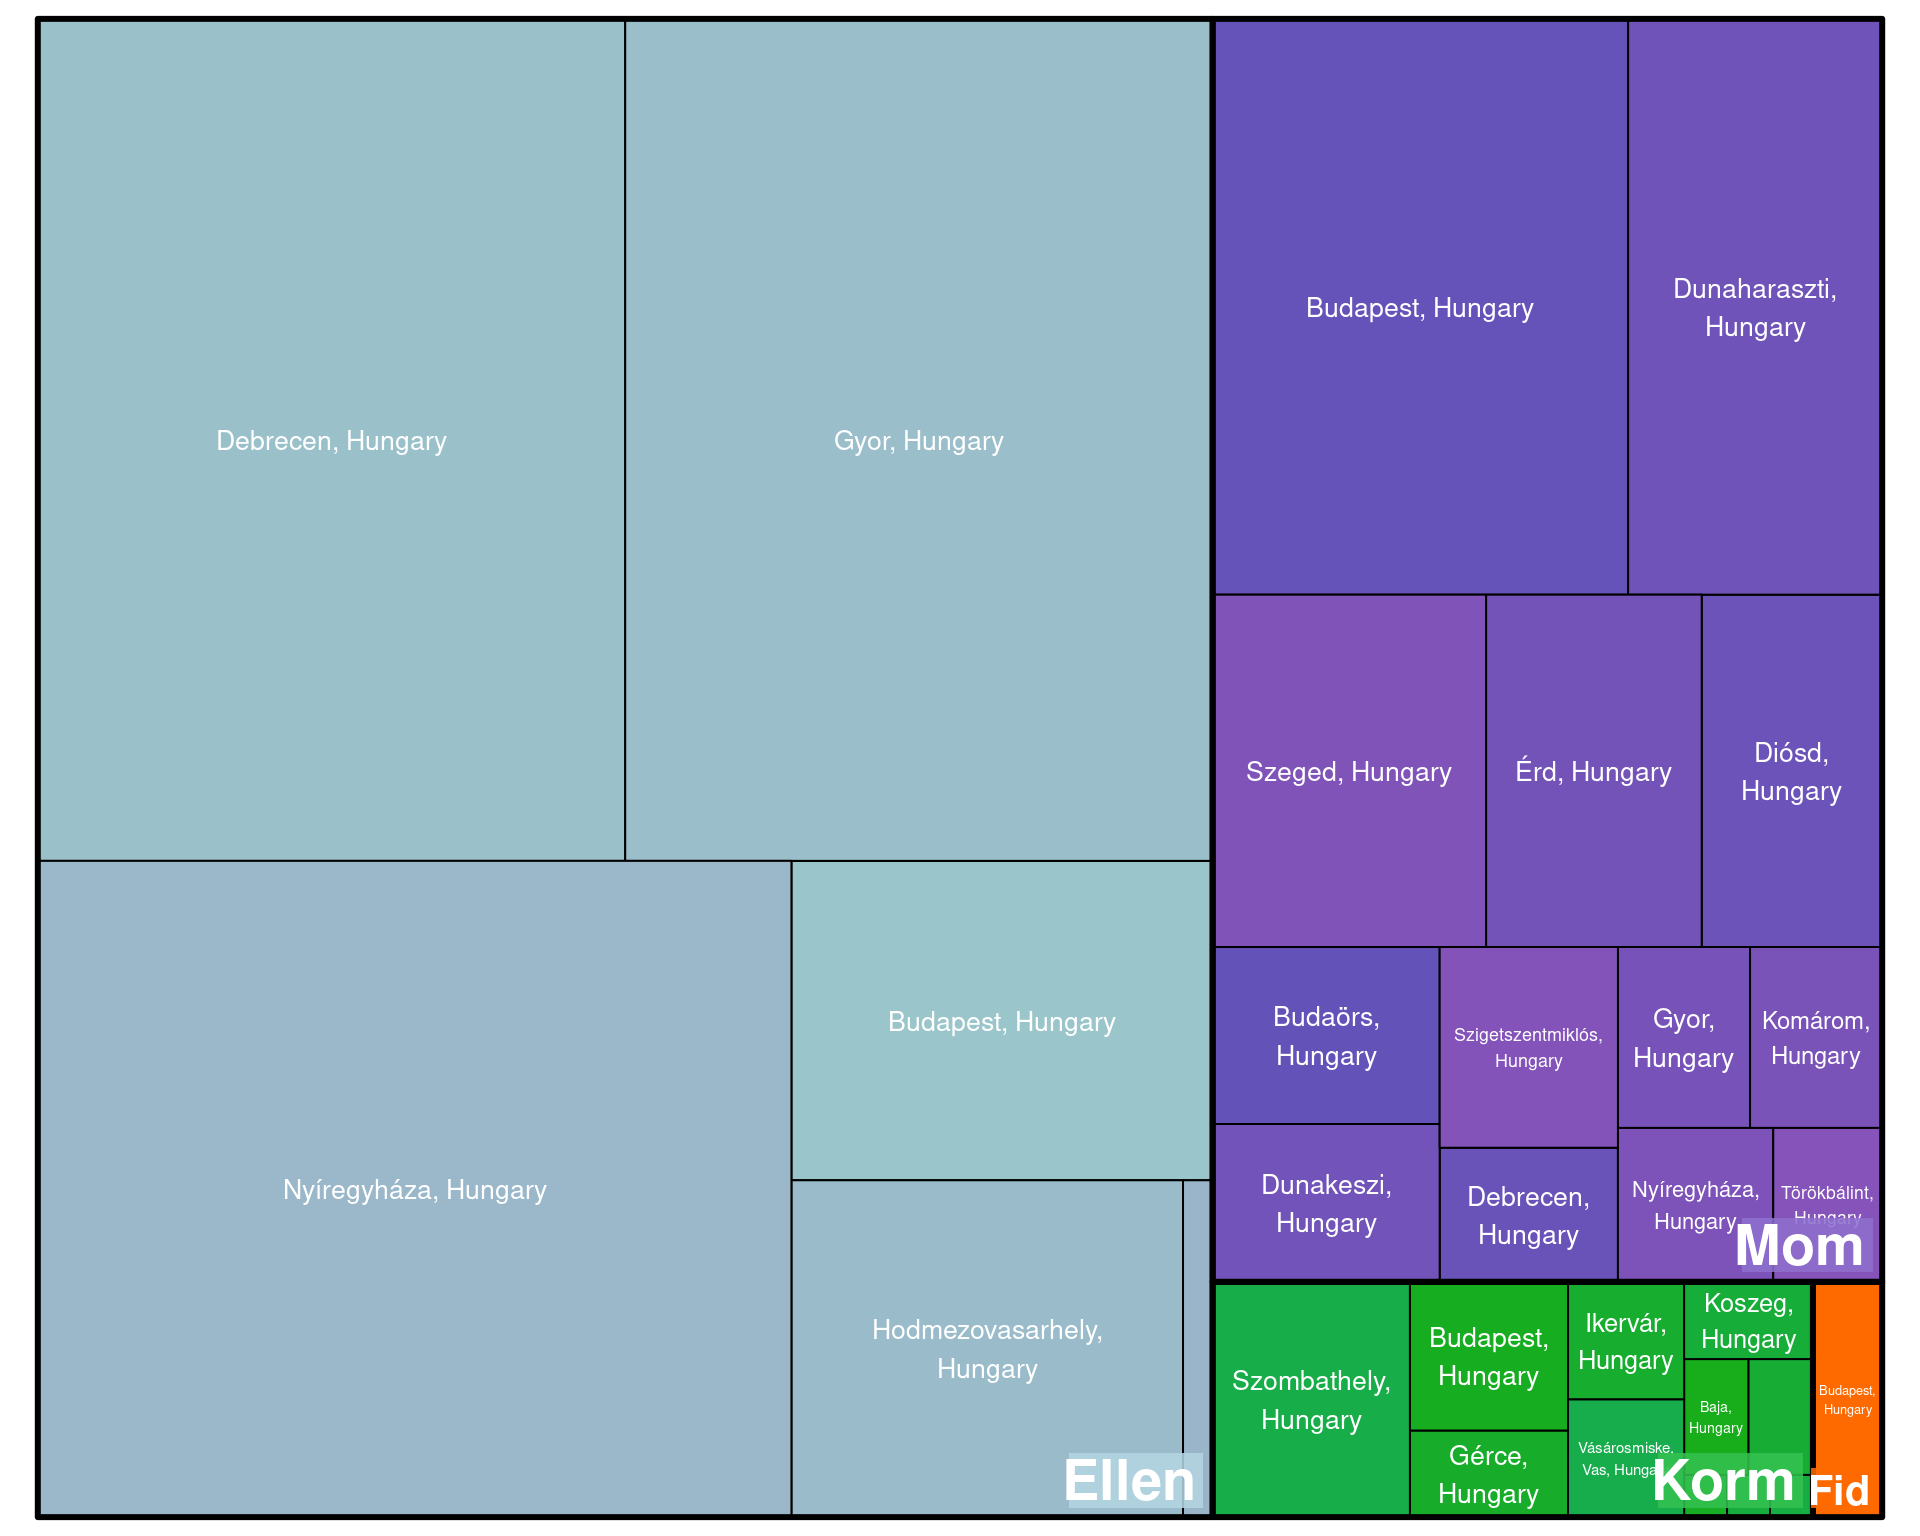 Debrecen, Hungary
Gyor, Hungary
Nyíregyháza, Hungary
Budapest, Hungary
Hodmezovasarhely,
Hungary
Ellen
Budapest, Hungary
Dunaharaszti,
Hungary
Szeged, Hungary
Érd, Hungary
Diósd,
Hungary
Budaörs,
Hungary
Szigetszentmiklós,
Hungary
Gyor,
Hungary
Komárom,
Hungary
Dunakeszi,
Hungary
Debrecen,
Hungary
Nyíregyháza,
Hungary
Törökbálint,
Hungary
Mom
Szombathely,
Hungary
Budapest,
Hungary
Gérce,
Hungary
Ikervár,
Hungary
Vásárosmiske,
Vas,
Koszeg,
Hungary
Baja,
Hungary
Korm
Budapest,
Hungary
Fid